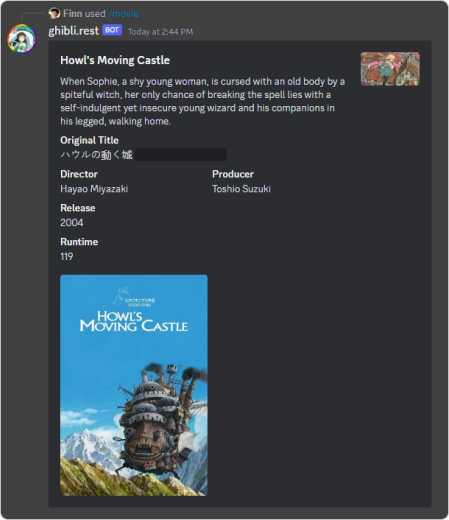 Finn used /movie
ghibli.rest BOT Today at 2:44 PM
Howl's Moving Castle
When Sophie, a shy young woman, is cursed with an old body by a
spiteful witch, her only chance of breaking the spell lies with a
self-indulgent yet insecure young wizard and his companions in
his legged, walking home.
Original Title
ハウルの動く城
Director Producer
Hayao Miyazaki Toshio Suzuki
Release
2004
Runtime
119
HOWL'S
MOVING CASTLE